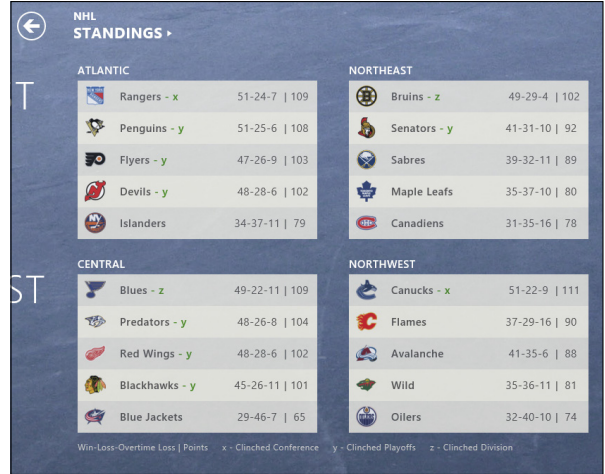 NHL
STANDINGS
ATLANTIC
Rangers - x 51-24-7 | 109
Penguins - y 51-25-6 | 108
Flyers - y 47-26-9 | 103
Devils - y 48-28-6 | 102
Islanders 34-37-11 | 79
NORTHEAST
Bruins - z 49-29-4 | 102
Senators - y 41-31-10 | 92
Sabres 39-32-11 | 89
Maple Leafs 35-37-10 | 80
Canadiens 31-35-16 | 78
ST
CENTRAL
Blues - z 49-22-11 | 109
Predators - y 48-26-8 | 104
Red Wings - y 48-28-6 | 102
Blackhawks - y 45-26-11 | 101
Blue Jackets 29-46-7 | 65
NORTHWEST
Canucks - x 51-22-9 | 111
Flames 37-29-16 | 90
Avalanche 41-35-6 | 88
Wild 35-36-11 | 81
Oilers 32-40-10 | 74
Win-Loss-Overtime Loss | Points x - Clinched Conference y - Clinched Playoffs z - Clinched Division